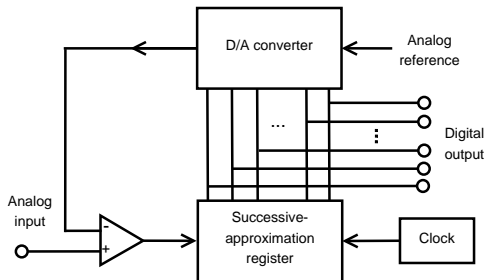 D/A converter
Analog
reference
...
...
Digital
output
Analog
input
-
+
Successive-
approximation
register
Clock